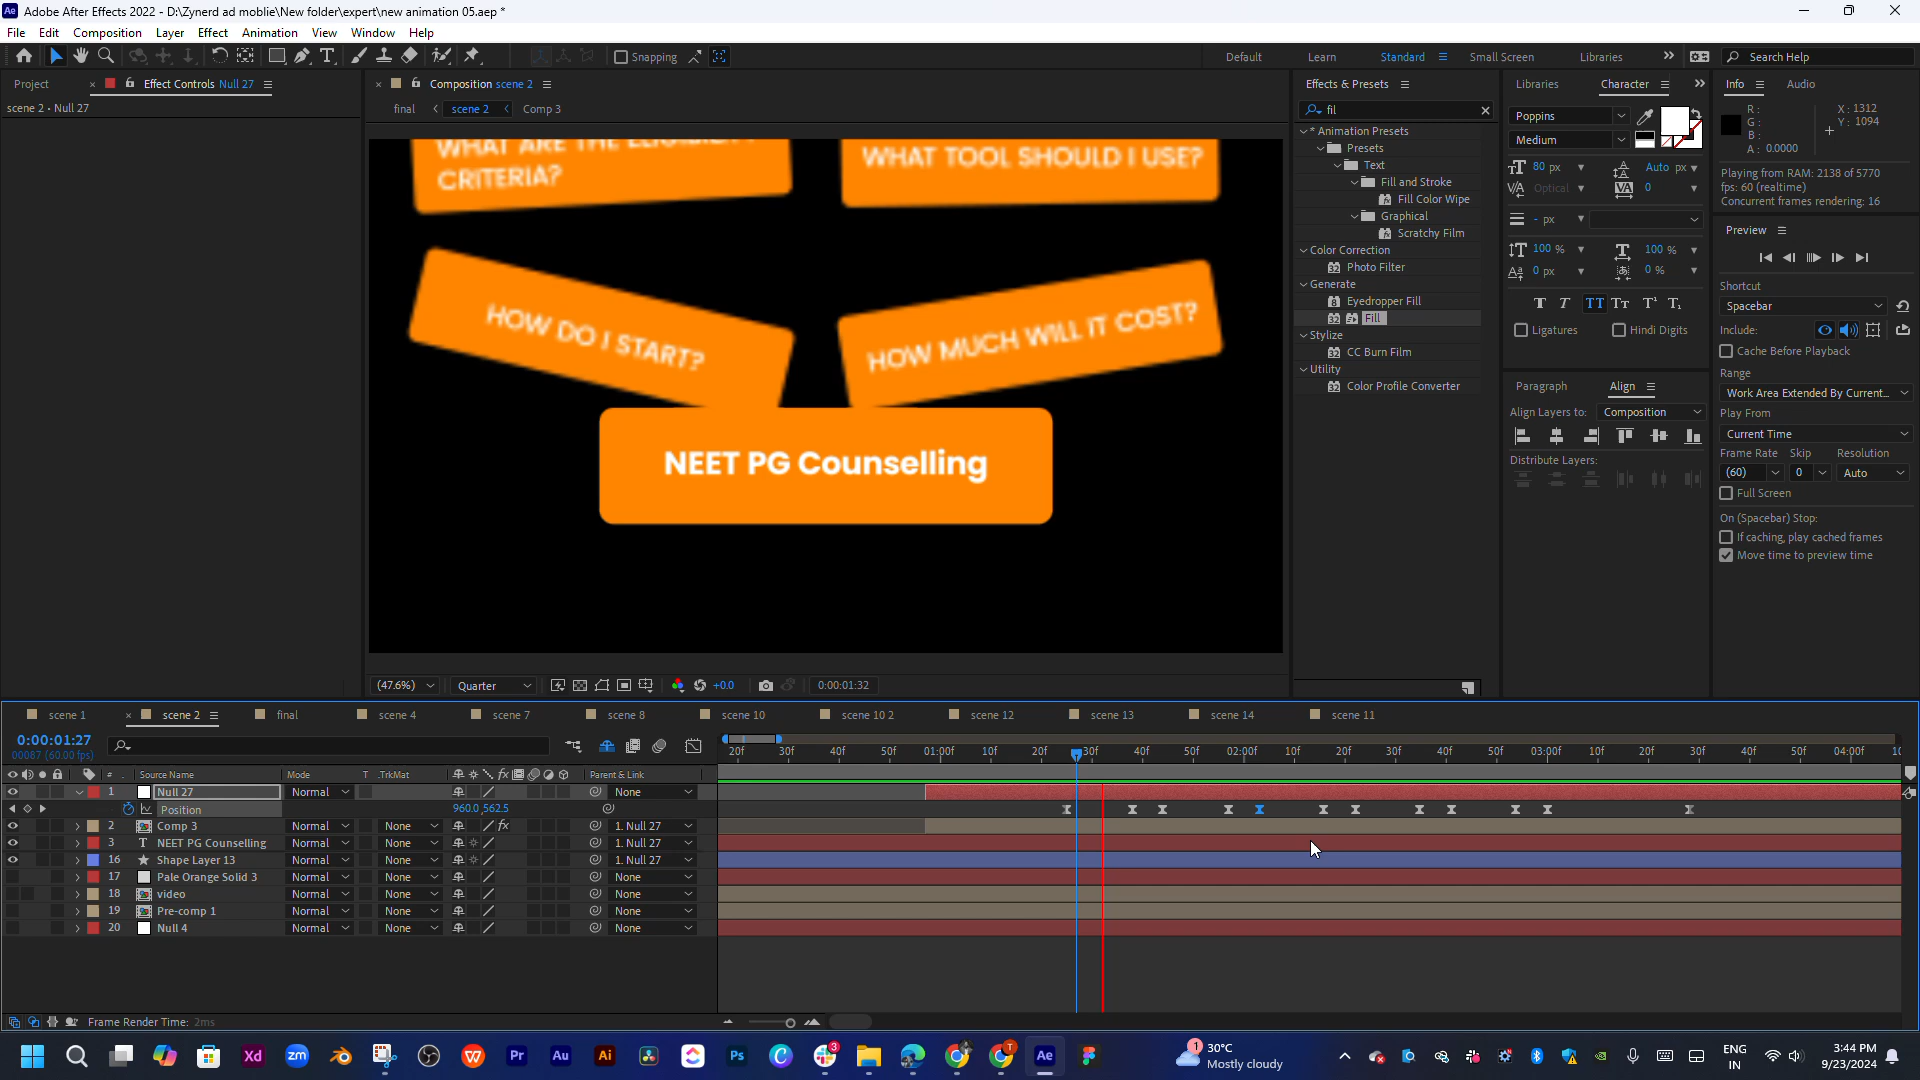 Adobe After Effects 2022 - D:\Zynerd ad moblie\New folder\expert\new animation 05.aep *
File Edit Composition Layer Effect Animation View Window Help
Snapping
Default Learn Standard Small Screen Libraries
Search Help
Project
Effect Controls Null 27
scene 2 • Null 27
Composition scene 2
final scene 2 Comp 3
WHAT ARE THE ELIGIBILITY
CRITERIA?
WHAT TOOL SHOULD I USE?
HOW DO I START?
HOW MUCH WILL IT COST?
NEET PG Counselling
(47.6%) Quarter +0.0 0:00:01:32
Effects & Presets
fil
* Animation Presets
Presets
Text
Fill and Stroke
Fill Color Wipe
Graphical
Scratchy Film
Color Correction
Photo Filter
Generate
Eyedropper Fill
Fill
Stylize
CC Burn Film
Utility
Color Profile Converter
Libraries Character
Poppins
Medium
80 px Auto px
Optical 0
- px
100 % 100 %
0 px 0 %
Ligatures Hindi Digits
Paragraph Align
Align Layers to: Composition
Distribute Layers:
Info Audio
R :
G :
B :
A : 0.0000
X : 1312
Y : 1094
Playing from RAM: 2138 of 5770
fps: 60 (realtime)
Concurrent frames rendering: 16
Preview
Shortcut
Spacebar
Include:
Cache Before Playback
Range
Work Area Extended By Current...
Play From
Current Time
Frame Rate Skip Resolution
(60) 0 Auto
Full Screen
On (Spacebar) Stop:
If caching, play cached frames
Move time to preview time
scene 1 scene 2 final scene 4 scene 7 scene 8 scene 10 scene 10 2 scene 12 scene 13 scene 14 scene 11
0:00:01:27
00087 (60.00 fps)
20f 30f 40f 50f 01:00f 10f 20f 30f 40f 50f 02:00f 10f 20f 30f 40f 50f 03:00f 10f 20f 30f 40f 50f 04:00f 10
# Source Name Mode T .TrkMat Parent & Link
1 Null 27 Normal None
Position 960.0,562.5
2 Comp 3 Normal None 1. Null 27
3 T NEET PG Counselling Normal None 1. Null 27
16 Shape Layer 13 Normal None 1. Null 27
17 Pale Orange Solid 3 Normal None None
18 video Normal None None
19 Pre-comp 1 Normal None None
20 Null 4 Normal None None
Frame Render Time: 2ms
Xd zm Pr Au Ai Ps 3 Ae
1 30°C
Mostly cloudy
ENG
IN
3:44 PM
9/23/2024